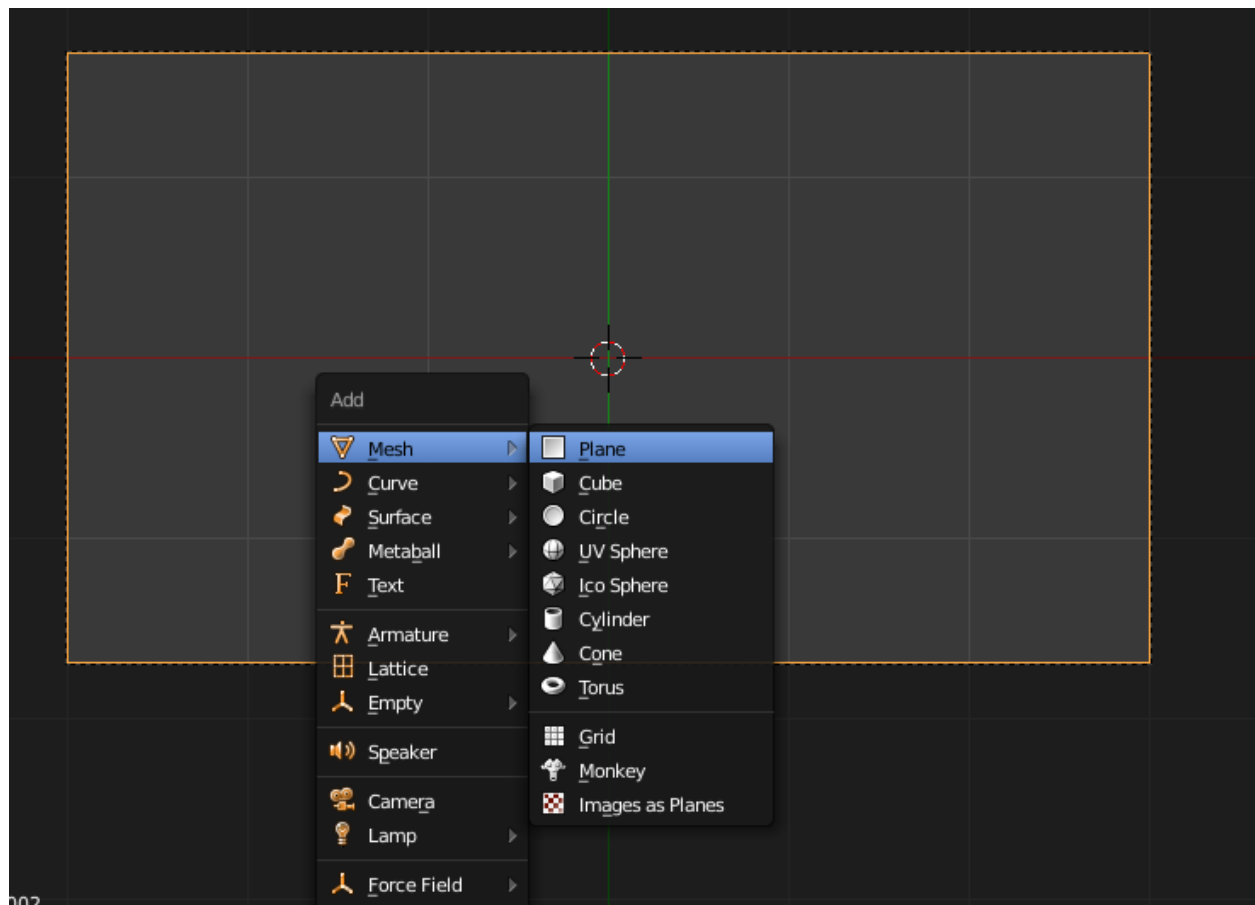 Add
Mesh
Curve
Surface
Metaball
Text
Armature
Lattice
Empty
Speaker
Camera
Lamp
Force Field
Plane
Cube
Circle
UV Sphere
Ico Sphere
Cylinder
Cone
Torus
Grid
Monkey
Images as Planes